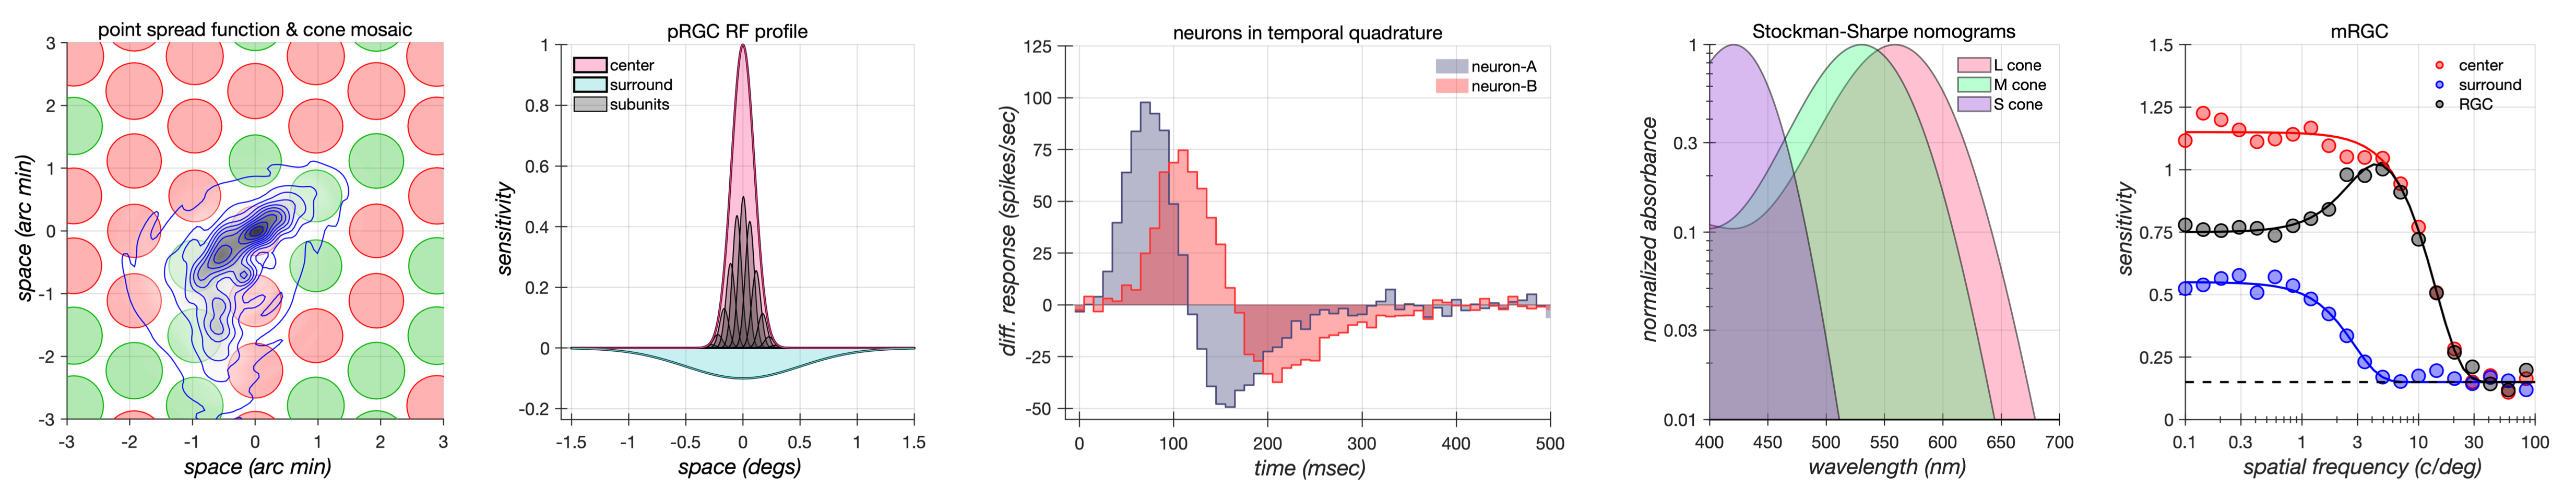 point spread function & cone mosaic
3
2
1
0
-1
-2
-3
space (arc min)
-3 -2 -1 0 1 2 3
space (arc min)
pRGC RF profile
center
surround
subunits
1
0.8
0.6
0.4
0.2
0
-0.2
sensitivity
-1.5 -1 -0.5 0 0.5 1 1.5
space (degs)
neurons in temporal quadrature
neuron-A
neuron-B
125
100
75
50
25
0
-25
-50
diff. response (spikes/sec)
0 100 200 300 400 500
time (msec)
Stockman-Sharpe nomograms
L cone
M cone
S cone
1
0.3
0.1
0.03
0.01
normalized absorbance
400 450 500 550 600 650 700
wavelength (nm)
mRGC
center
surround
RGC
1.5
1.25
1
0.75
0.5
0.25
0
sensitivity
0.1 0.3 1 3 10 30 100
spatial frequency (c/deg)